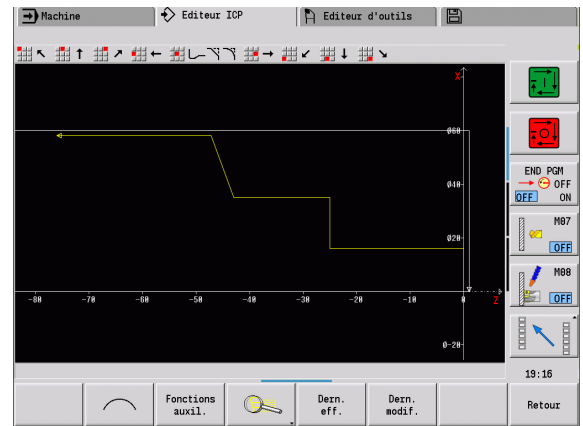 Machine
Editeur ICP
Editeur d'outils
X
Ø60
Ø40
Ø20
-80
-70
-60
-50
-40
-30
-20
-10
0
Z
Ø-20
END PGM
OFF
OFF ON
M07
OFF
M08
OFF
19:16
Fonctions
auxil.
Dern.
eff.
Dern.
modif.
Retour